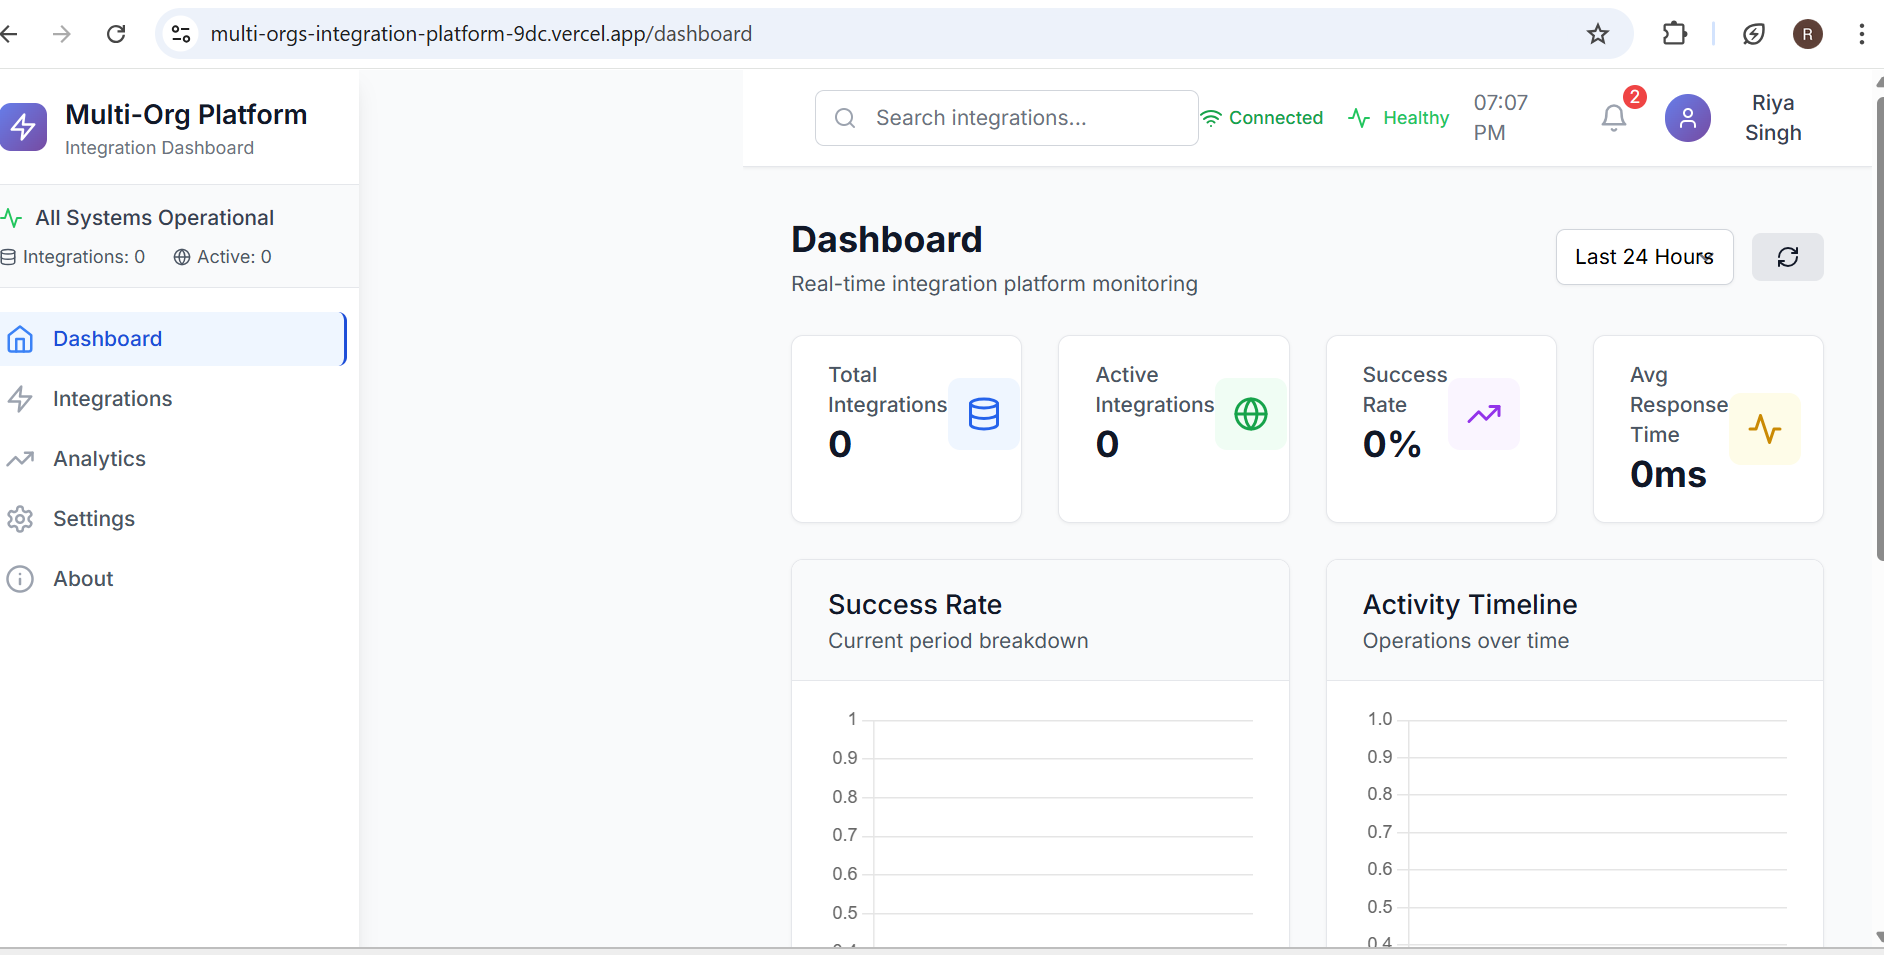 multi-orgs-integration-platform-9dc.vercel.app/dashboard
R
Multi-Org Platform
Integration Dashboard
Search integrations...
Connected
Healthy
07:07
PM
2
Riya
Singh
All Systems Operational
Integrations: 0
Active: 0
Dashboard
Integrations
Analytics
Settings
About
Dashboard
Real-time integration platform monitoring
Last 24 Hours
Total
Integrations
0
Active
Integrations
0
Success
Rate
0%
Avg
Response
Time
0ms
Success Rate
Current period breakdown
1
0.9
0.8
0.7
0.6
0.5
0.4
Activity Timeline
Operations over time
1.0
0.9
0.8
0.7
0.6
0.5
0.4